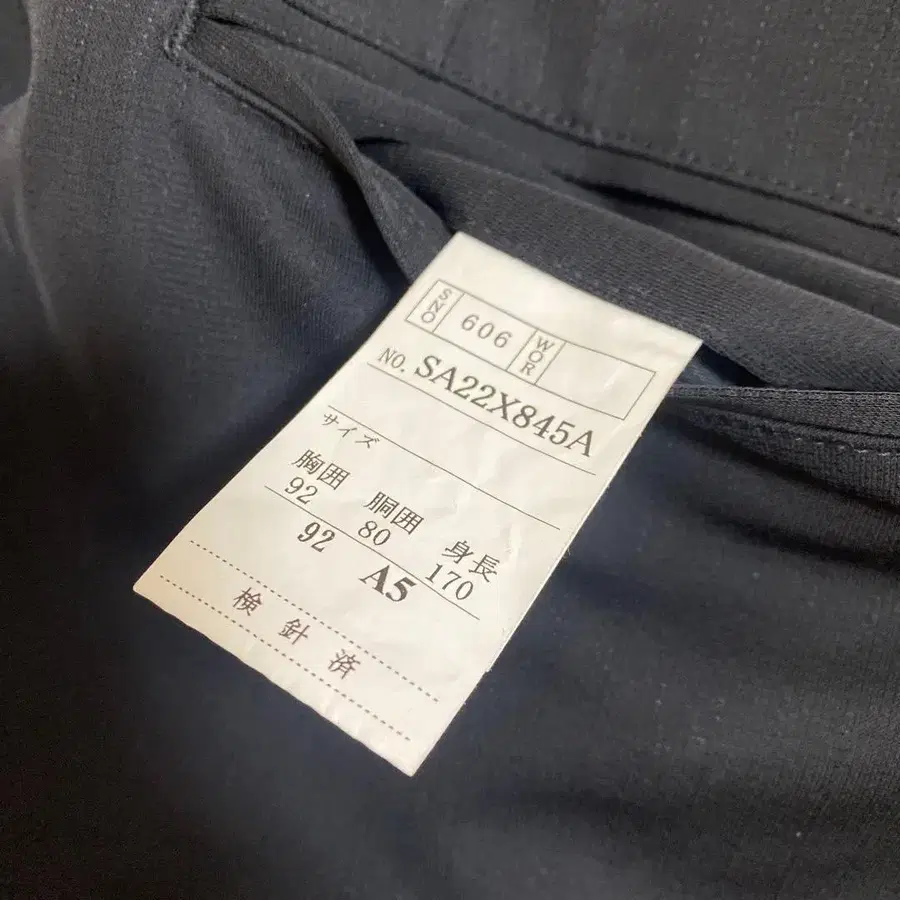 SNO 606 WOR
NO. SA22X845A
サイズ
胸囲 胴囲 身長
92 80 170
92 A5
検針済